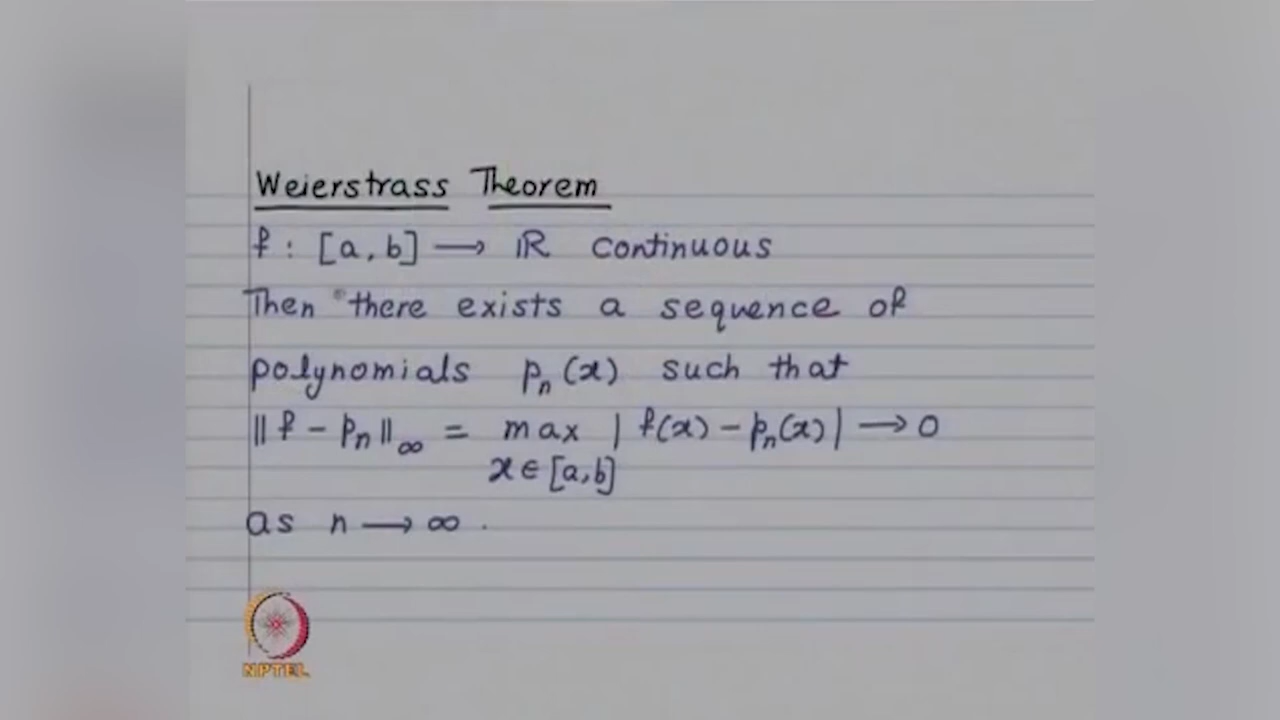 Weierstrass Theorem
f : [a, b] ⟶ ℝ continuous
Then there exists a sequence of
polynomials pₙ(x) such that
‖f - pₙ‖∞ = max | f(x) - pₙ(x) | ⟶ 0
x ∈ [a, b]
as n ⟶ ∞ .
NPTEL